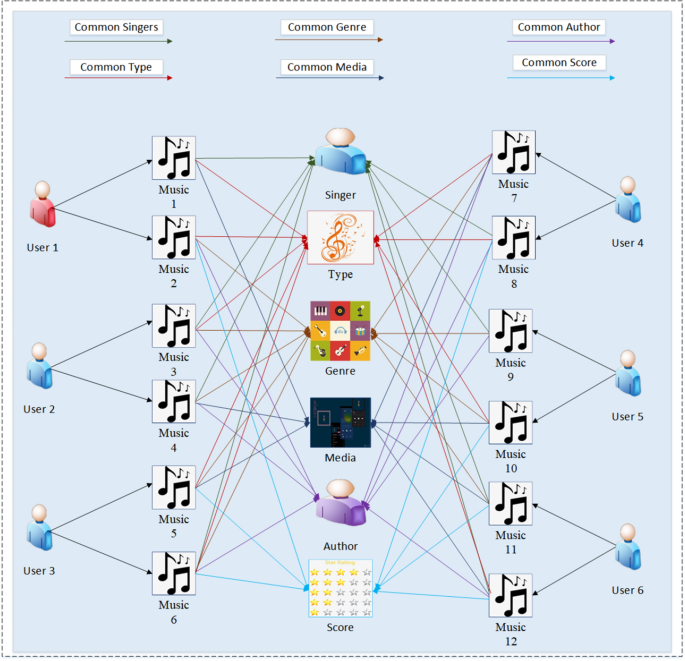 Common Singers
Common Genre
Common Author
Common Type
Common Media
Common Score
Music
1
Singer
Music
7
User 1
User 4
Music
2
Type
Music
8
Music
3
Genre
Music
9
User 2
User 5
Music
4
Media
Music
10
Music
5
Author
Music
11
User 3
User 6
Star Rating
Music
6
Score
Music
12